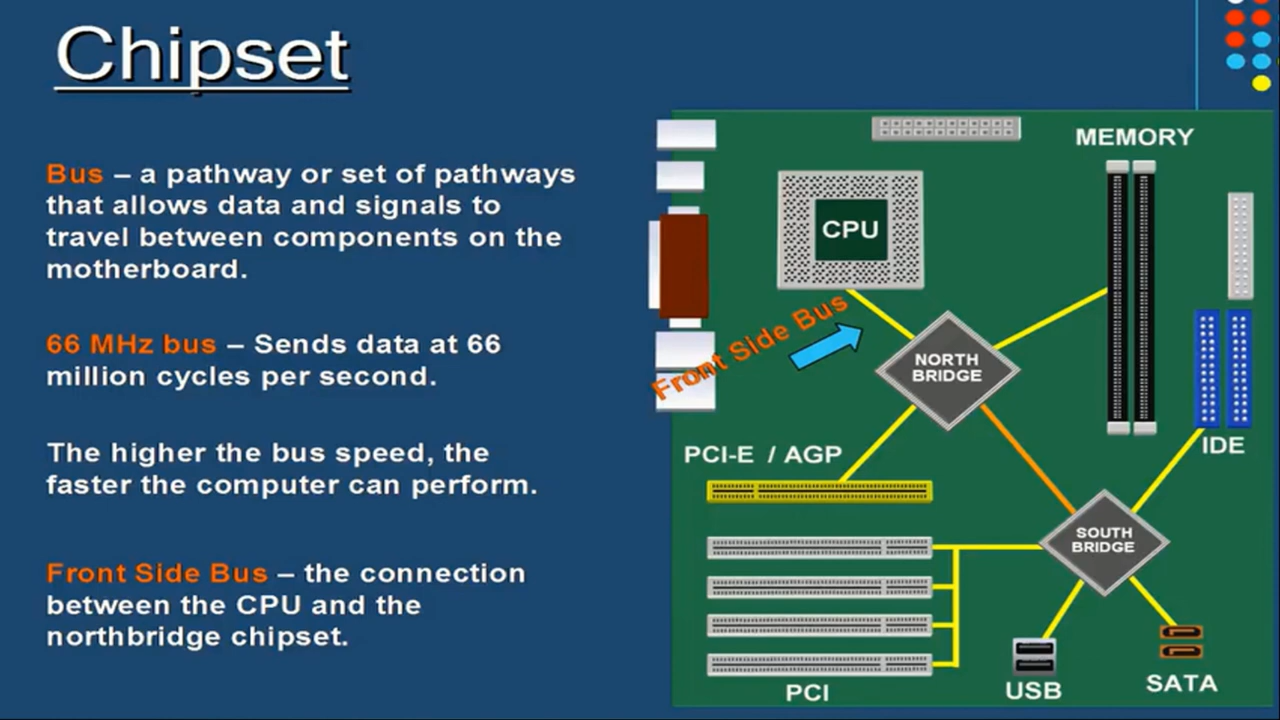 Chipset
Bus – a pathway or set of pathways
that allows data and signals to
travel between components on the
motherboard.
66 MHz bus – Sends data at 66
million cycles per second.
The higher the bus speed, the
faster the computer can perform.
Front Side Bus – the connection
between the CPU and the
northbridge chipset.
MEMORY
CPU
Front Side Bus
NORTH
BRIDGE
PCI-E / AGP
IDE
SOUTH
BRIDGE
PCI
USB
SATA